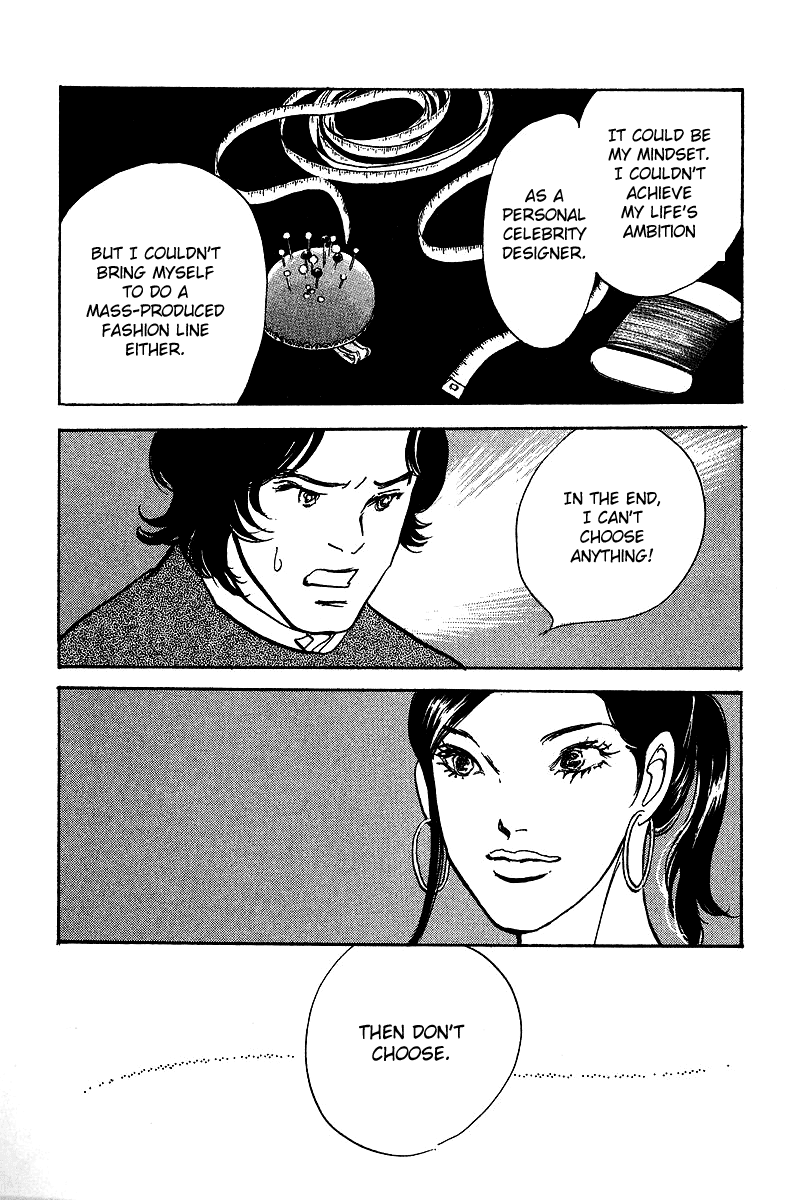 IT COULD BE
MY MINDSET.
I COULDN'T
ACHIEVE
MY LIFE'S
AMBITION
AS A
PERSONAL
CELEBRITY
DESIGNER.
BUT I COULDN'T
BRING MYSELF
TO DO A
MASS-PRODUCED
FASHION LINE
EITHER.
IN THE END,
I CAN'T
CHOOSE
ANYTHING!
THEN DON'T
CHOOSE.